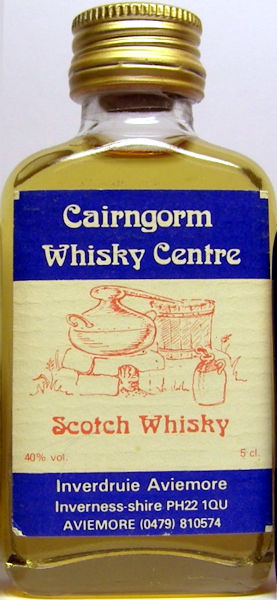 Cairngorm
Whisky Centre
Scotch Whisky
40% vol. 5 cl.
Inverdruie Aviemore
Inverness-shire PH22 1QU
AVIEMORE (0479) 810574